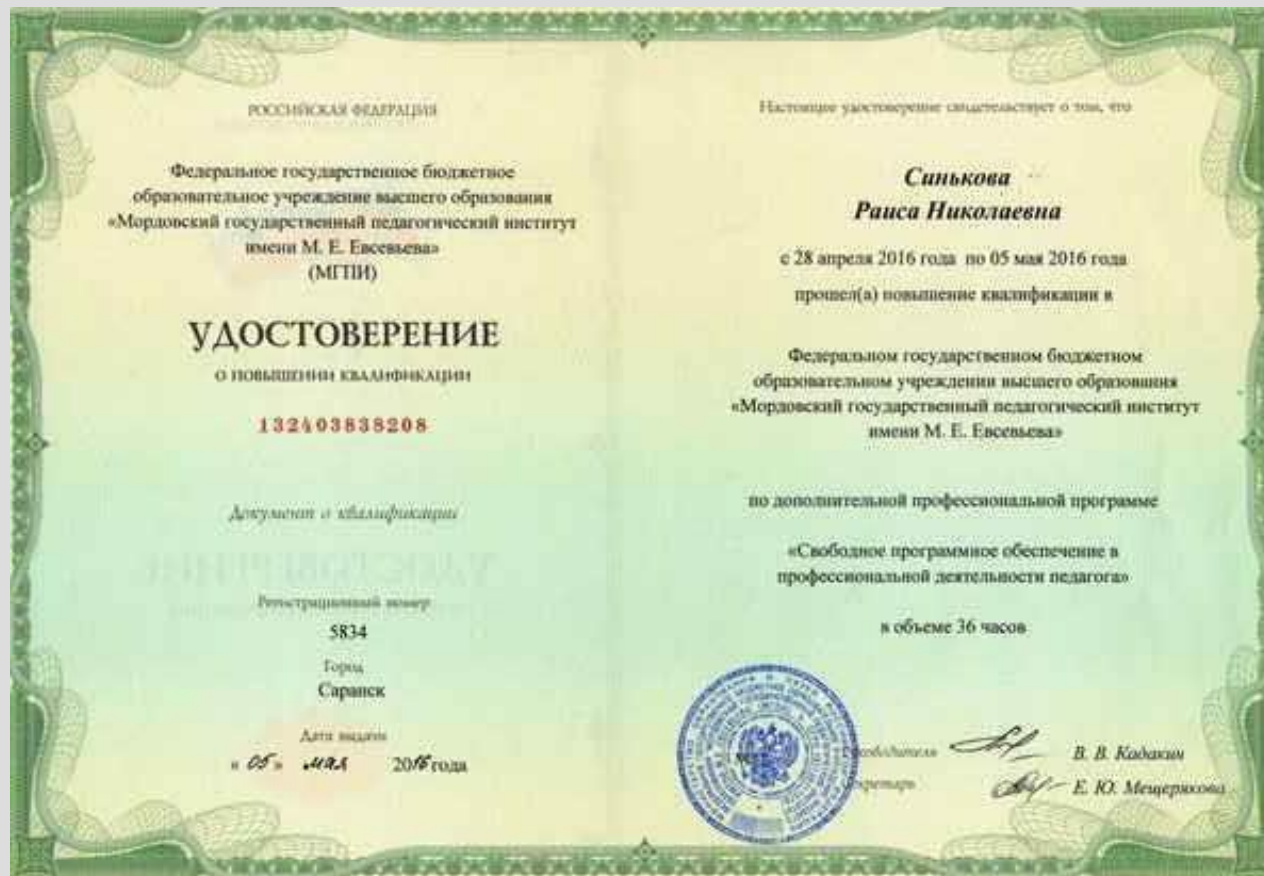 РОССИЙСКАЯ ФЕДЕРАЦИЯ
Федеральное государственное бюджетное
образовательное учреждение высшего образования
«Мордовский государственный педагогический институт
имени М. Е. Евсевьева»
(МГПИ)
УДОСТОВЕРЕНИЕ
О ПОВЫШЕНИИ КВАЛИФИКАЦИИ
132403838208
Документ о квалификации
Регистрационный номер
5834
Город
Саранск
Дата выдачи
« 05 » мая 2016 года
Настоящее удостоверение свидетельствует о том, что
Синькова
Раиса Николаевна
с 28 апреля 2016 года по 05 мая 2016 года
прошел(а) повышение квалификации в
Федеральном государственном бюджетном
образовательном учреждении высшего образования
«Мордовский государственный педагогический институт
имени М. Е. Евсевьева»
по дополнительной профессиональной программе
«Свободное программное обеспечение в
профессиональной деятельности педагога»
в объеме 36 часов
Руководитель В. В. Кадакин
Секретарь Е. Ю. Мещерякова